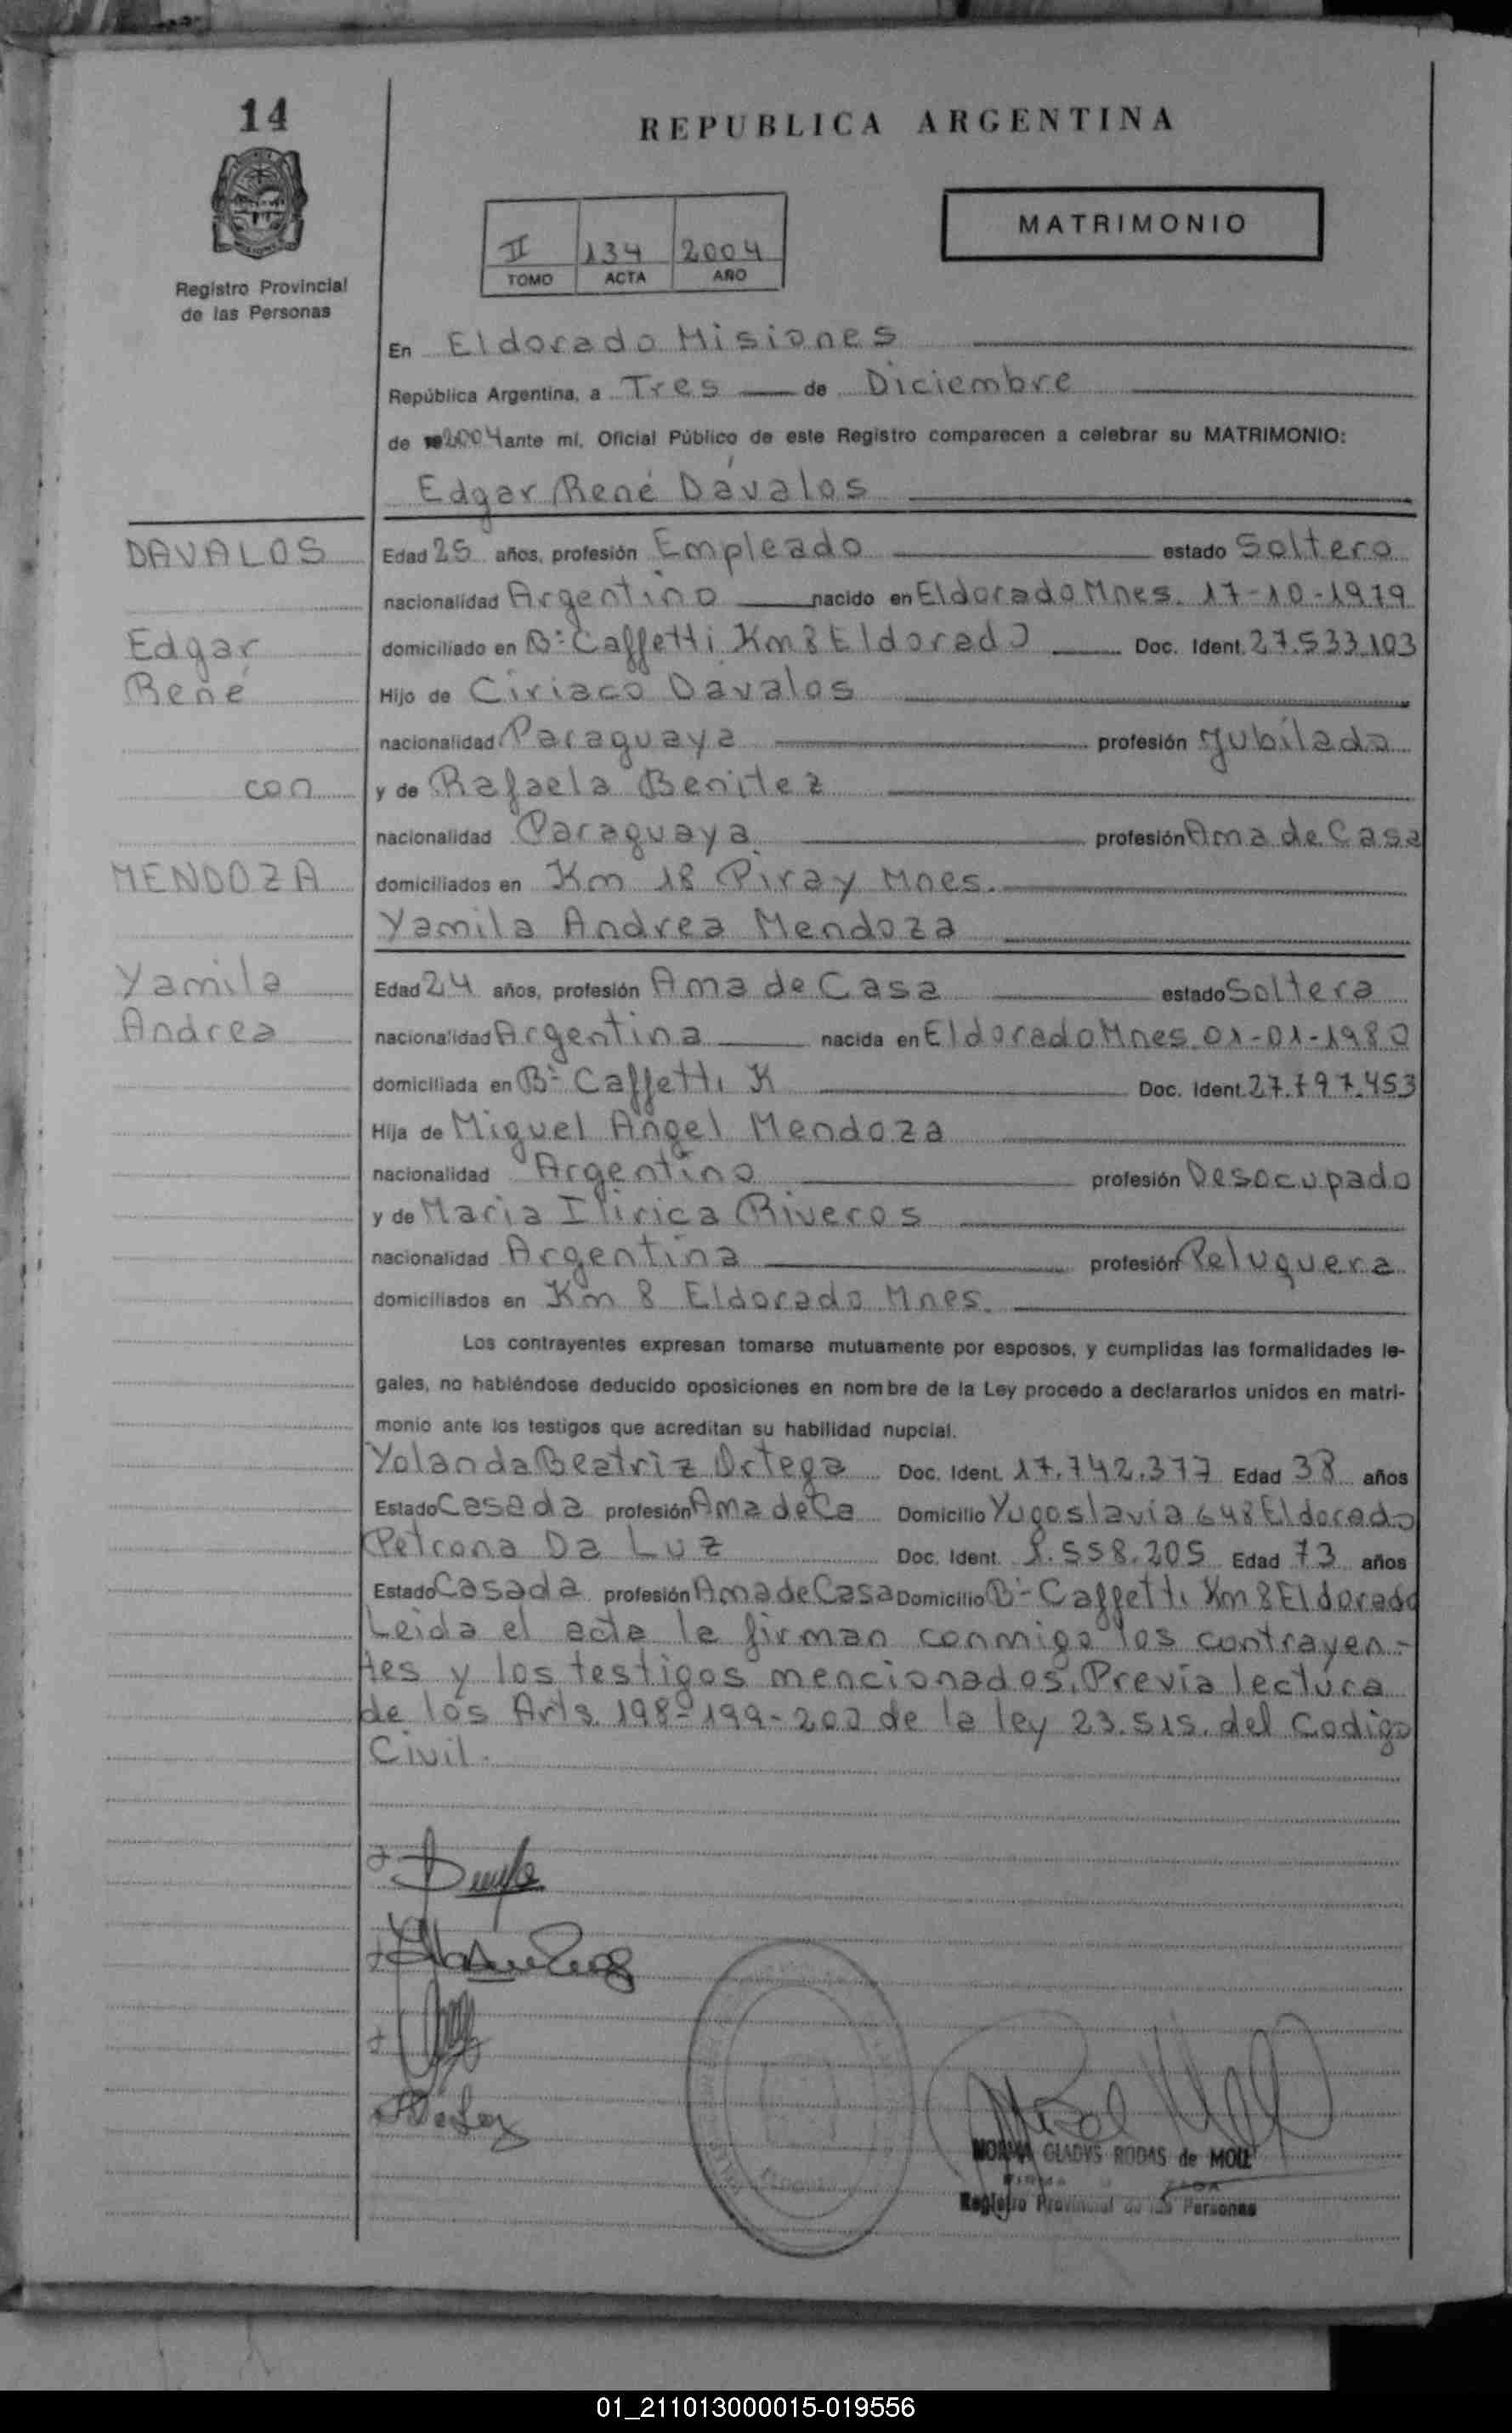 14
REPUBLICA ARGENTINA
MATRIMONIO
II 134 2004
TOMO ACTA AÑO
Registro Provincial
de las Personas
En Eldorado Misiones
República Argentina, a Tres de Diciembre
de 2004 ante mí, Oficial Público de este Registro comparecen a celebrar su MATRIMONIO:
Edgar René Dávalos
DAVALOS
Edgar
René
con
MENDOZA
Yamila
Andrea
Edad 25 años, profesión Empleado estado Soltero
nacionalidad Argentino nacido en Eldorado Mnes. 17-10-1979
domiciliado en Bº Caffetti Km 8 Eldorado Doc. Ident. 27.533.103
Hijo de Ciriaco Davalos
nacionalidad Paraguaya profesión Jubilado
y de Rafaela Benitez
nacionalidad Paraguaya profesión Ama de Casa
domiciliados en Km 18 Piray Mnes.
Yamila Andrea Mendoza
Edad 24 años, profesión Ama de Casa estado Soltera
nacionalidad Argentina nacida en Eldorado Mnes. 01-01-1980
domiciliada en Bº Caffetti K Doc. Ident. 27.797.453
Hija de Miguel Angel Mendoza
nacionalidad Argentino profesión Desocupado
y de Maria Ilirica Riveros
nacionalidad Argentina profesión Peluquera
domiciliados en Km 8 Eldorado Mnes.
Los contrayentes expresan tomarse mutuamente por esposos, y cumplidas las formalidades le-
gales, no habiéndose deducido oposiciones en nombre de la Ley procedo a declararlos unidos en matri-
monio ante los testigos que acreditan su habilidad nupcial.
Yolanda Beatriz Ortega Doc. Ident. 17.742.377 Edad 38 años
Estado Casada profesión Ama de Ca Domicilio Yugoslavia 648 Eldorado
Petrona Da Luz Doc. Ident. 8.558.205 Edad 73 años
Estado Casada profesión Ama de Casa Domicilio Bº Caffetti Km 8 Eldorado
Leida el acta la firman conmigo los contrayen-
tes y los testigos mencionados. Previa lectura
de los Arts. 198-199-200 de la ley 23.515. del Codigo
Civil.
NORMA GLADYS RODAS de MOLL
Registro Provincial de las Personas
01_211013000015-019556